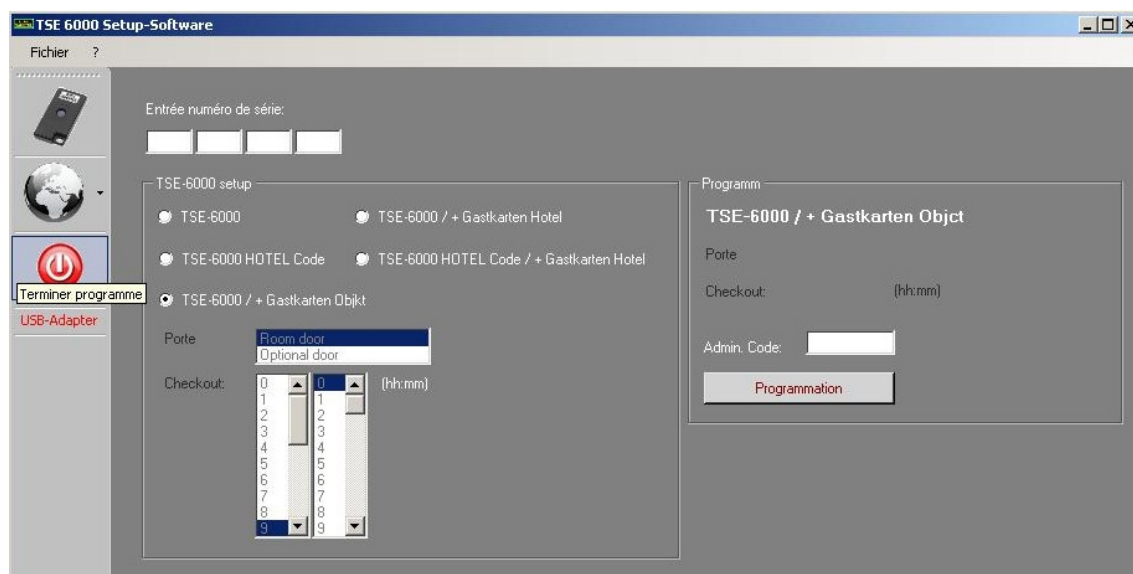 TSE 6000 Setup-Software
Fichier ?
Entrée numéro de série:
TSE-6000 setup
TSE-6000
TSE-6000 / + Gastkarten Hotel
TSE-6000 HOTEL Code
TSE-6000 HOTEL Code / + Gastkarten Hotel
TSE-6000 / + Gastkarten Objkt
Terminer programme
USB-Adapter
Porte
Room door
Optional door
Checkout:
0 0 (hh:mm)
1 1
2 2
3 3
4 4
5 5
6 6
7 7
8 8
9 9
Programm
TSE-6000 / + Gastkarten Objct
Porte
Checkout: (hh:mm)
Admin. Code:
Programmation